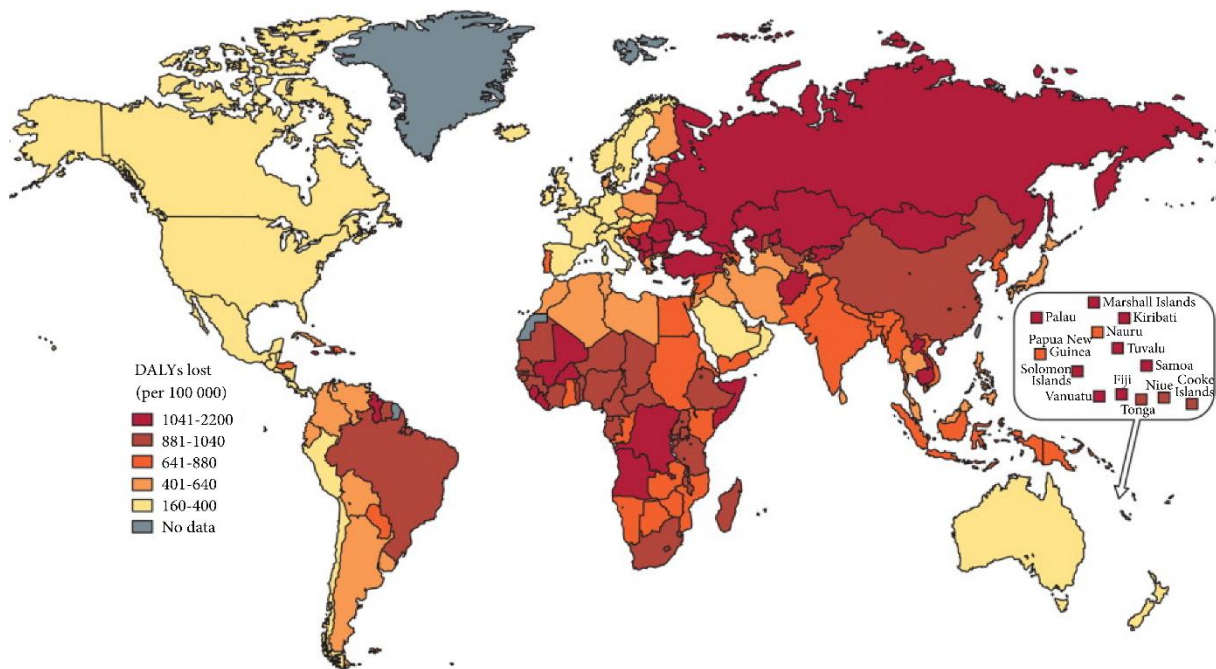 DALYs lost
(per 100 000)
1041-2200
881-1040
641-880
401-640
160-400
No data
Marshall Islands
Palau
Kiribati
Nauru
Papua New
Guinea
Tuvalu
Solomon
Islands
Samoa
Vanuatu
Fiji
Tonga
Niue
Cooke
Islands